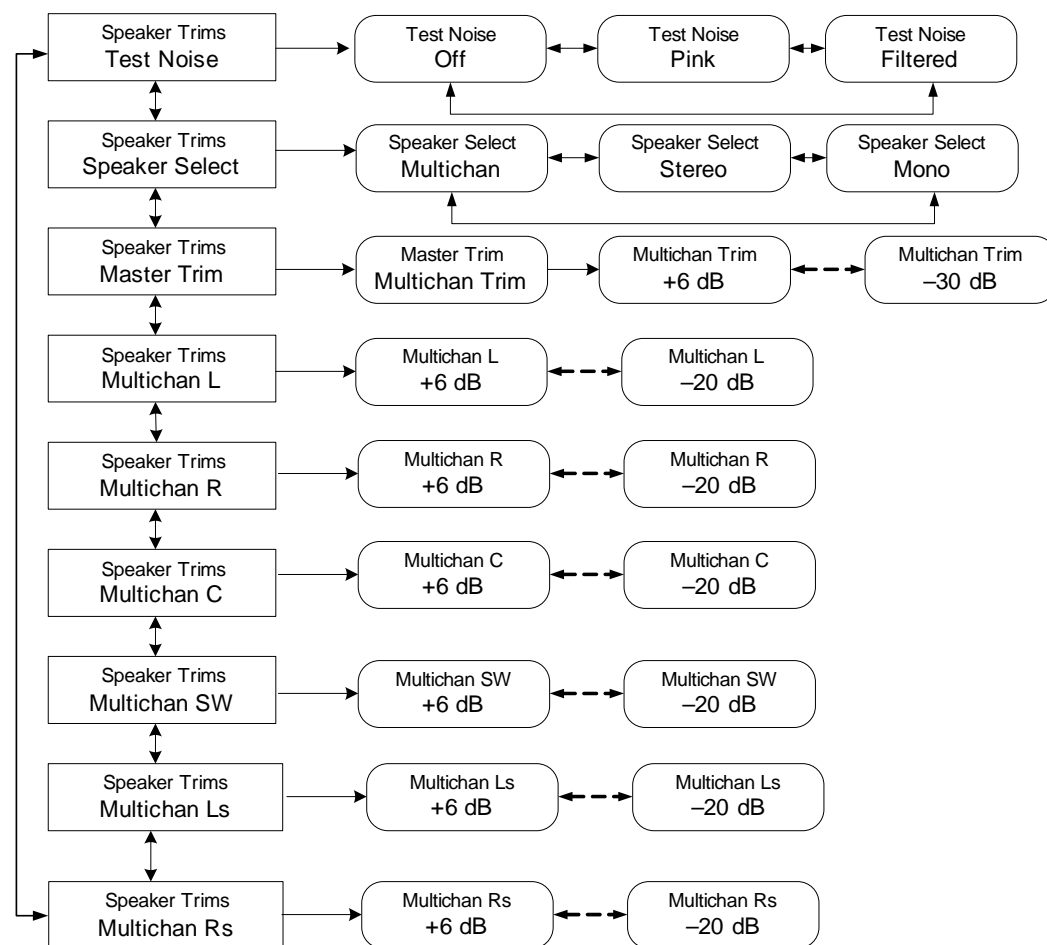 Speaker Trims
Test Noise
Test Noise
Off
Test Noise
Pink
Test Noise
Filtered
Speaker Trims
Speaker Select
Speaker Select
Multichan
Speaker Select
Stereo
Speaker Select
Mono
Speaker Trims
Master Trim
Master Trim
Multichan Trim
Multichan Trim
+6 dB
Multichan Trim
–30 dB
Speaker Trims
Multichan L
Multichan L
+6 dB
Multichan L
–20 dB
Speaker Trims
Multichan R
Multichan R
+6 dB
Multichan R
–20 dB
Speaker Trims
Multichan C
Multichan C
+6 dB
Multichan C
–20 dB
Speaker Trims
Multichan SW
Multichan SW
+6 dB
Multichan SW
–20 dB
Speaker Trims
Multichan Ls
Multichan Ls
+6 dB
Multichan Ls
–20 dB
Speaker Trims
Multichan Rs
Multichan Rs
+6 dB
Multichan Rs
–20 dB